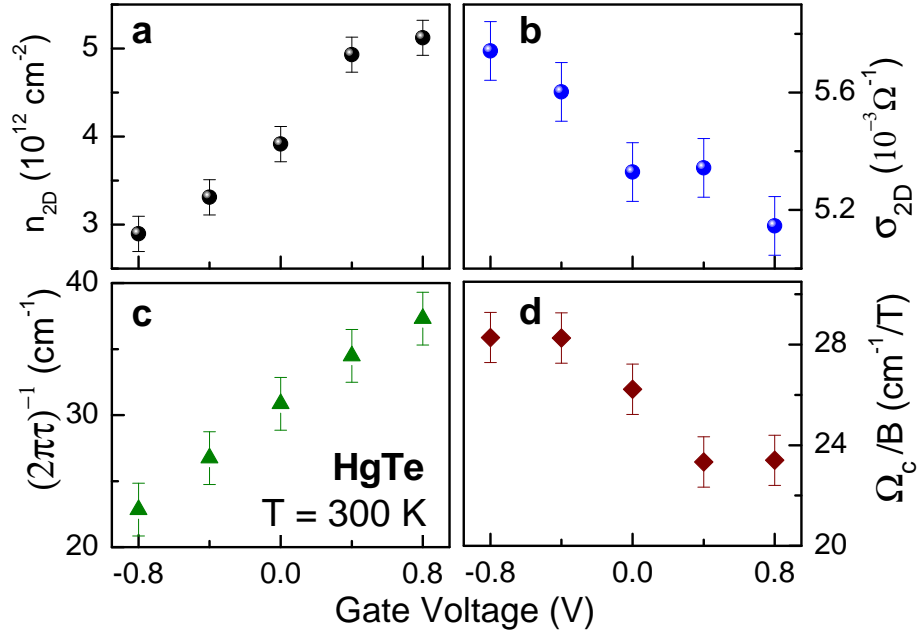 a
b
n2D (10^12 cm^-2)
5
4
3
5.6
5.2
σ2D (10^-3 Ω^-1)
c
d
(2πτ)^-1 (cm^-1)
40
30
20
HgTe
T = 300 K
28
24
20
Ωc/B (cm^-1/T)
-0.8 0.0 0.8 -0.8 0.0 0.8
Gate Voltage (V)